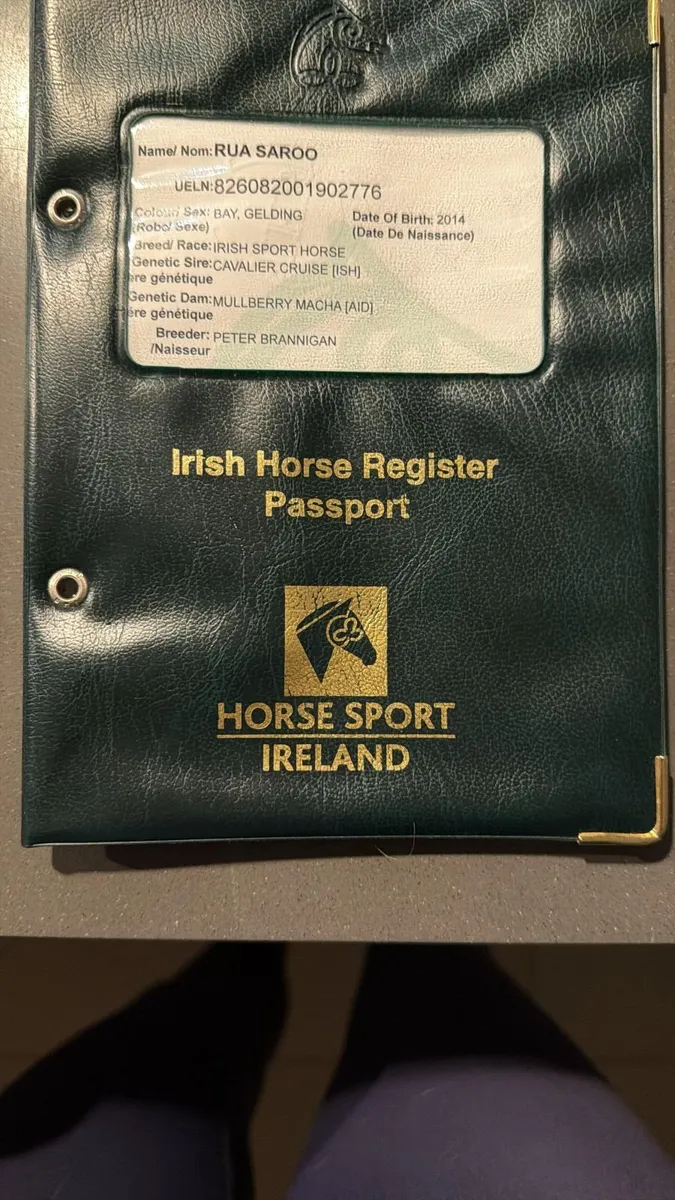 Name/ Nom: RUA SAROO
UELN: 826082001902776
Colour/ Sex: BAY, GELDING Date Of Birth: 2014
(Robe/ Sexe) (Date De Naissance)
Breed/ Race: IRISH SPORT HORSE
Genetic Sire: CAVALIER CRUISE [ISH]
ère génétique
Genetic Dam: MULLBERRY MACHA [AID]
ére génétique
Breeder: PETER BRANNIGAN
/Naisseur
Irish Horse Register
Passport
HORSE SPORT
IRELAND